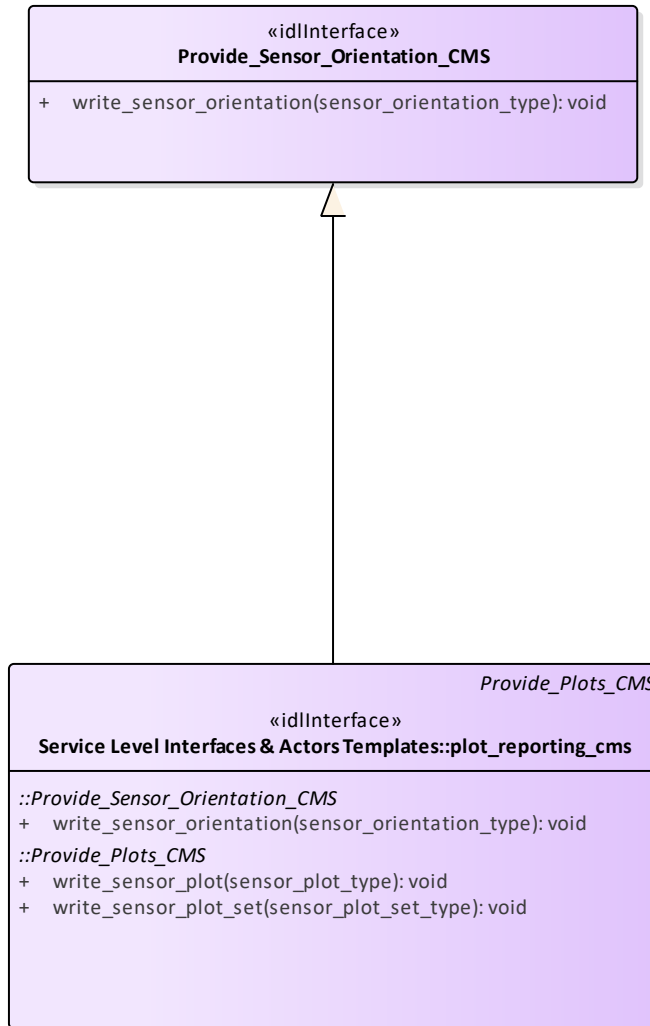 «idlInterface»
Provide_Sensor_Orientation_CMS
+ write_sensor_orientation(sensor_orientation_type): void
Provide_Plots_CMS
«idlInterface»
Service Level Interfaces & Actors Templates::plot_reporting_cms
::Provide_Sensor_Orientation_CMS
+ write_sensor_orientation(sensor_orientation_type): void
::Provide_Plots_CMS
+ write_sensor_plot(sensor_plot_type): void
+ write_sensor_plot_set(sensor_plot_set_type): void